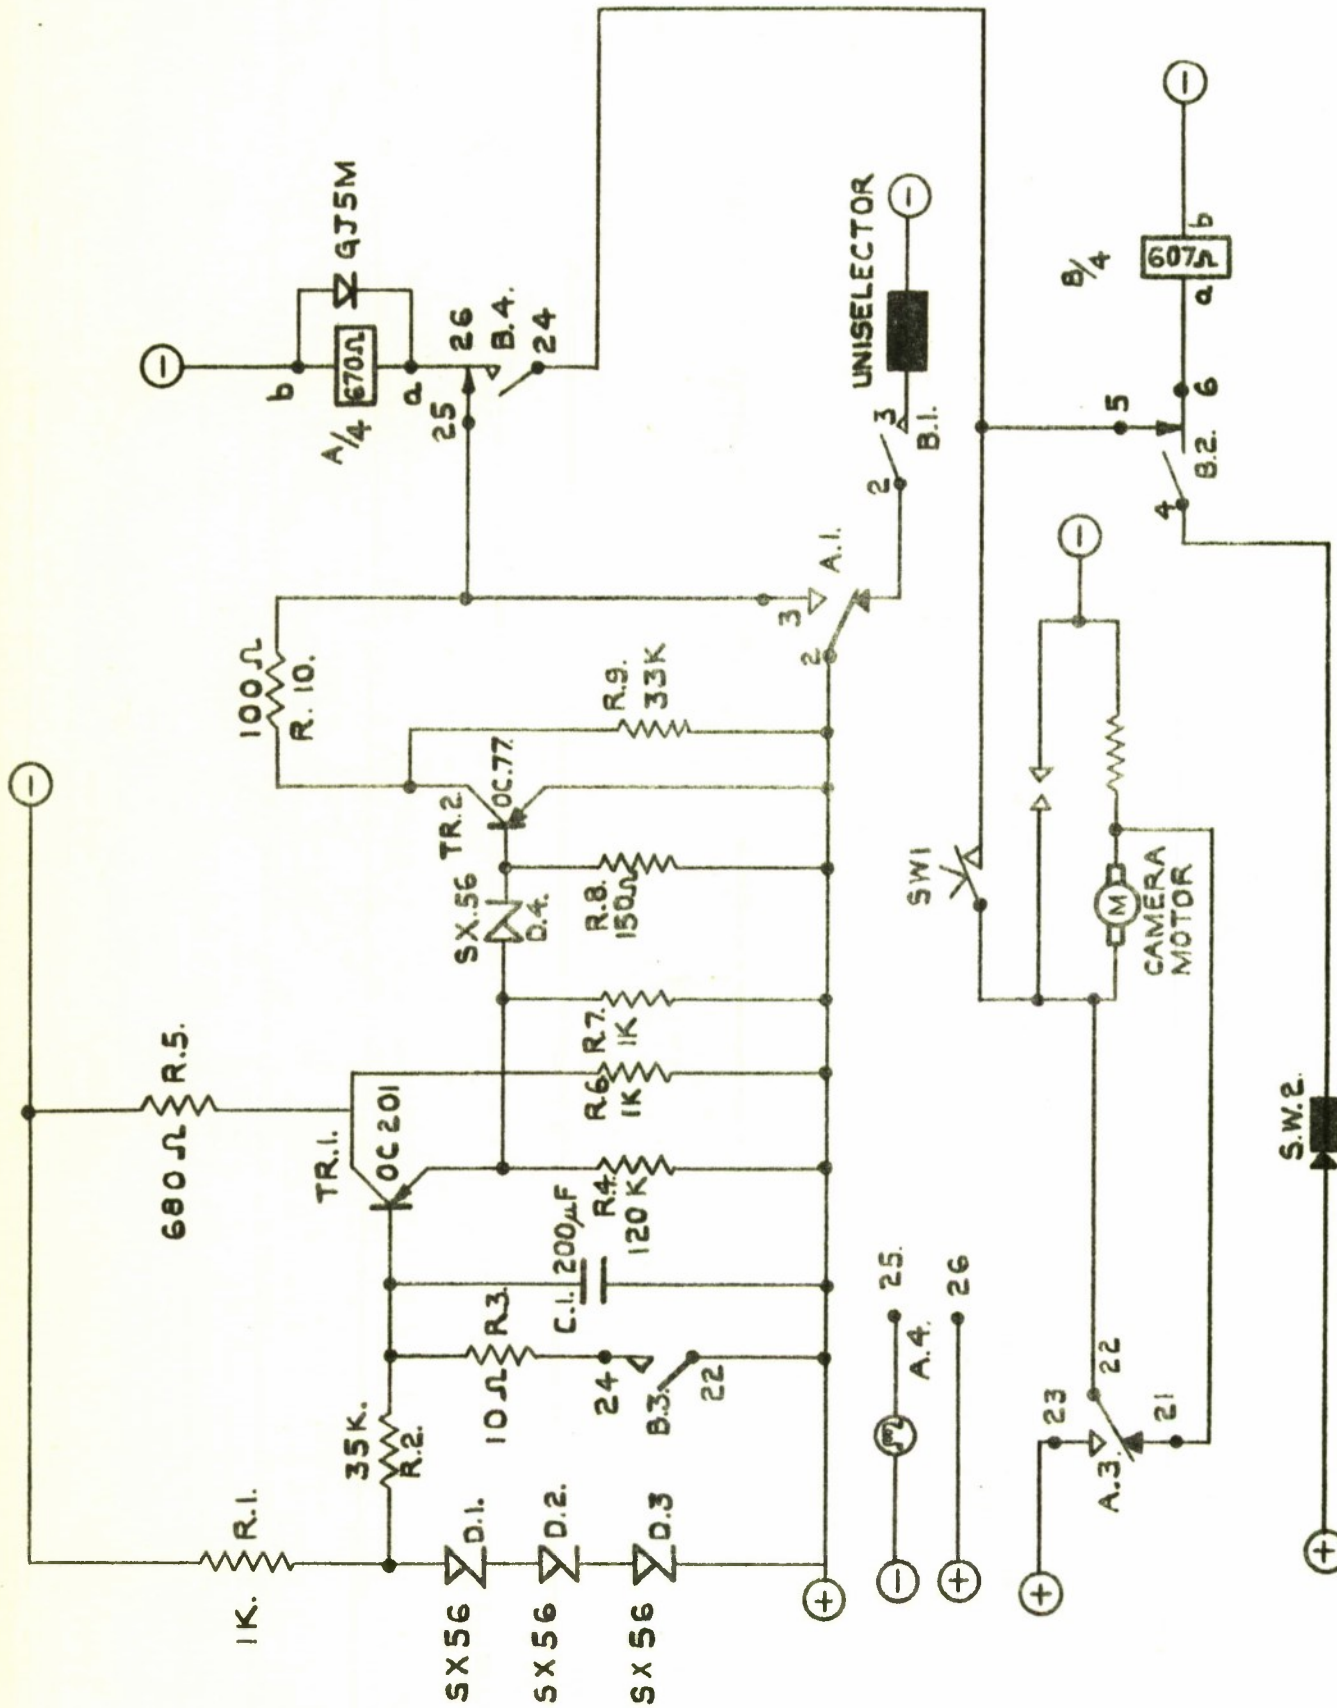 −
1K.
R.1.
680Ω
R.5.
TR.1.
OC201
35K.
R.2.
SX56
D.1.
SX56
D.2.
SX56
D.3
10Ω
R.3.
24
B.3.
22
C.1. 200µF
R4.
120K
R.6
1K
R.7.
1K
SX.56
D.4.
TR.2.
OC.77.
R.8.
150Ω
R.9.
33K
100Ω
R.10.
−
b
670Ω
A/4
a
GJ5M
25
26
B.4.
24
2
3
A.1.
+
2
3
B.1.
UNISELECTOR
−
−
25.
A.4.
+
26
SW1
M
CAMERA
MOTOR
−
+
23
22
A.3.
21
5
4
6
B.2.
B/4
a
607Ω
b
−
S.W.2.
+